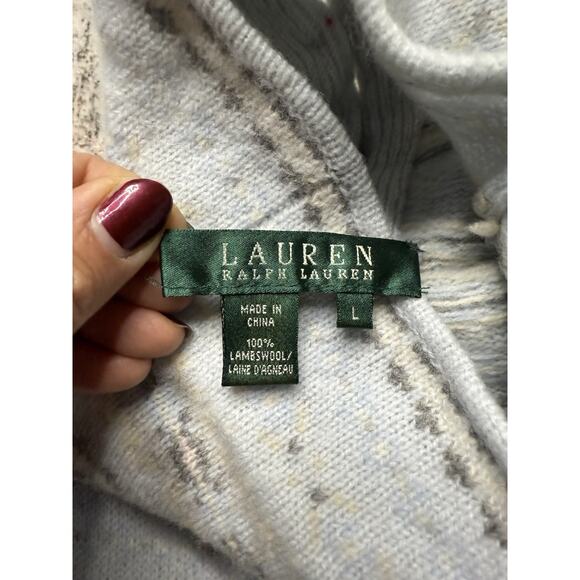 LAUREN
RALPH LAUREN
MADE IN
CHINA
100%
LAMBSWOOL/
LAINE D'AGNEAU
L